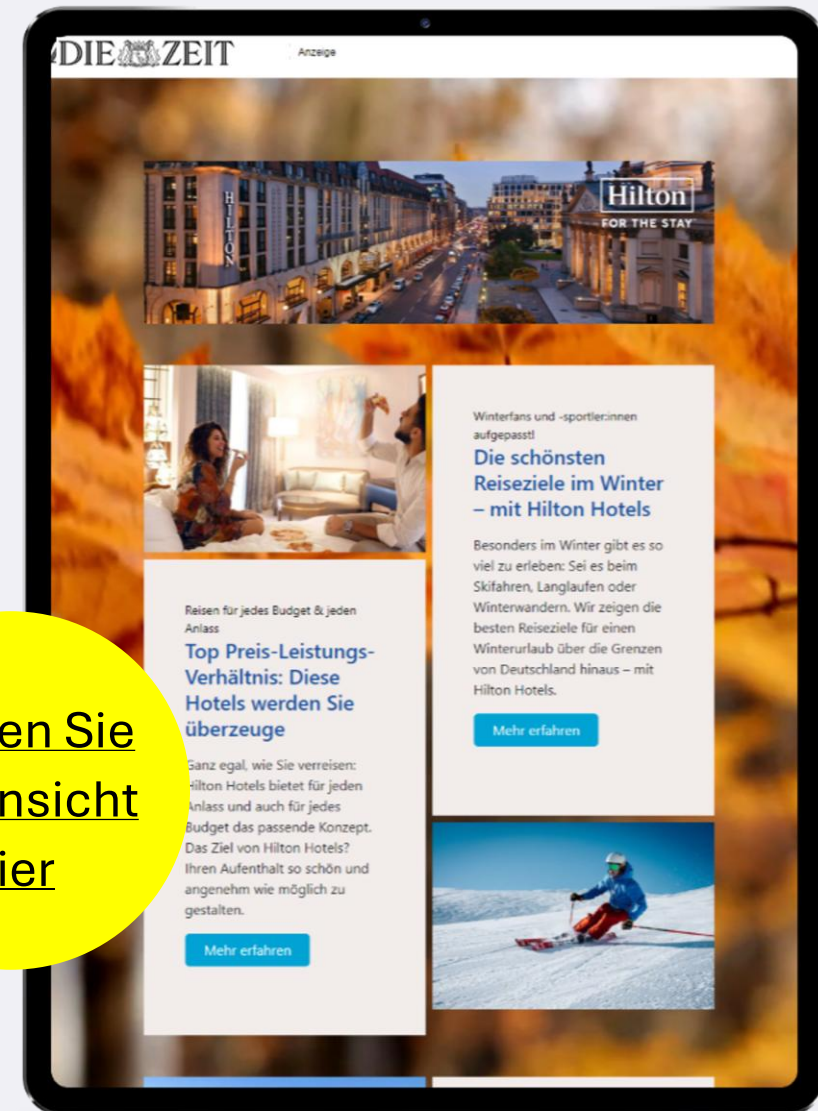 DIE ZEIT
Anzeige
HILTON
Hilton
FOR THE STAY
Winterfans und -sportler:innen
aufgepasst!
Die schönsten
Reiseziele im Winter
– mit Hilton Hotels
Besonders im Winter gibt es so
viel zu erleben: Sei es beim
Skifahren, Langlaufen oder
Winterwandern. Wir zeigen die
besten Reiseziele für einen
Winterurlaub über die Grenzen
von Deutschland hinaus – mit
Hilton Hotels.
Mehr erfahren
Reisen für jedes Budget & jeden
Anlass
Top Preis-Leistungs-
Verhältnis: Diese
Hotels werden Sie
überzeuge
Ganz egal, wie Sie verreisen:
Hilton Hotels bietet für jeden
Anlass und auch für jedes
Budget das passende Konzept.
Das Ziel von Hilton Hotels?
Ihren Aufenthalt so schön und
angenehm wie möglich zu
gestalten.
Mehr erfahren
en Sie
nsicht
ier